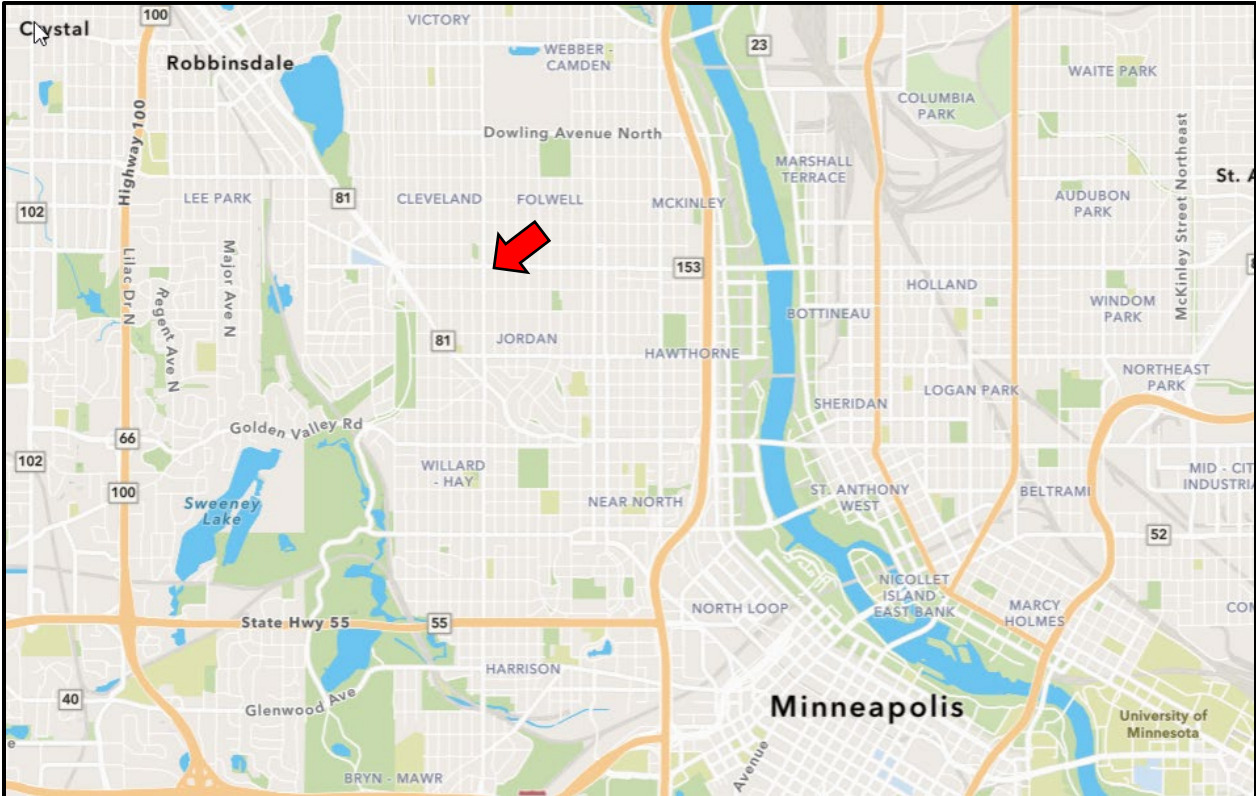 Crystal
100
VICTORY
23
Robbinsdale
WEBBER -
CAMDEN
WAITE PARK
COLUMBIA
PARK
Highway 100
Dowling Avenue North
McKinley Street Northeast
MARSHALL
TERRACE
St. A
LEE PARK
81
CLEVELAND
FOLWELL
MCKINLEY
AUDUBON
PARK
102
Lilac Dr N
Major Ave N
Regent Ave N
153
HOLLAND
WINDOM
PARK
BOTTINEAU
81
JORDAN
HAWTHORNE
NORTHEAST
PARK
LOGAN PARK
SHERIDAN
Golden Valley Rd
66
102
WILLARD
- HAY
MID - CIT
INDUSTRIA
100
Sweeney
Lake
NEAR NORTH
ST. ANTHONY
WEST
BELTRAMI
52
NICOLLET
ISLAND -
EAST BANK
NORTH LOOP
MARCY
HOLMES
COM
State Hwy 55
55
HARRISON
40
Glenwood Ave
Minneapolis
University of
Minnesota
e
Avenue
BRYN - MAWR